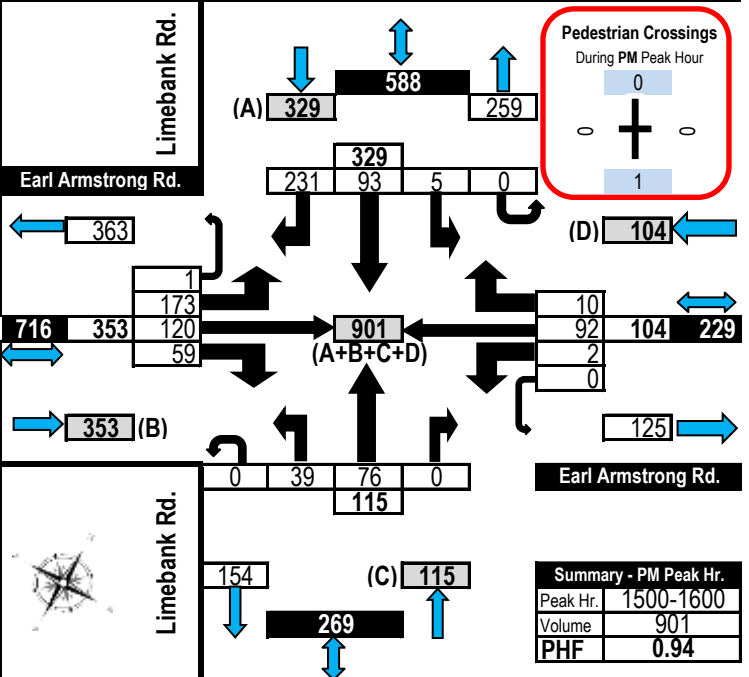 Limebank Rd.
Pedestrian Crossings
During PM Peak Hour
0
0 0
1
588
(A) 329 259
329
231 93 5 0
Earl Armstrong Rd.
363
(D) 104
1
173
120
59
716 353
901
(A+B+C+D)
10
92
2
0
104 229
353 (B)
125
0 39 76 0
115
Earl Armstrong Rd.
Limebank Rd.
154
(C) 115
269
Summary - PM Peak Hr.
Peak Hr. 1500-1600
Volume 901
PHF 0.94